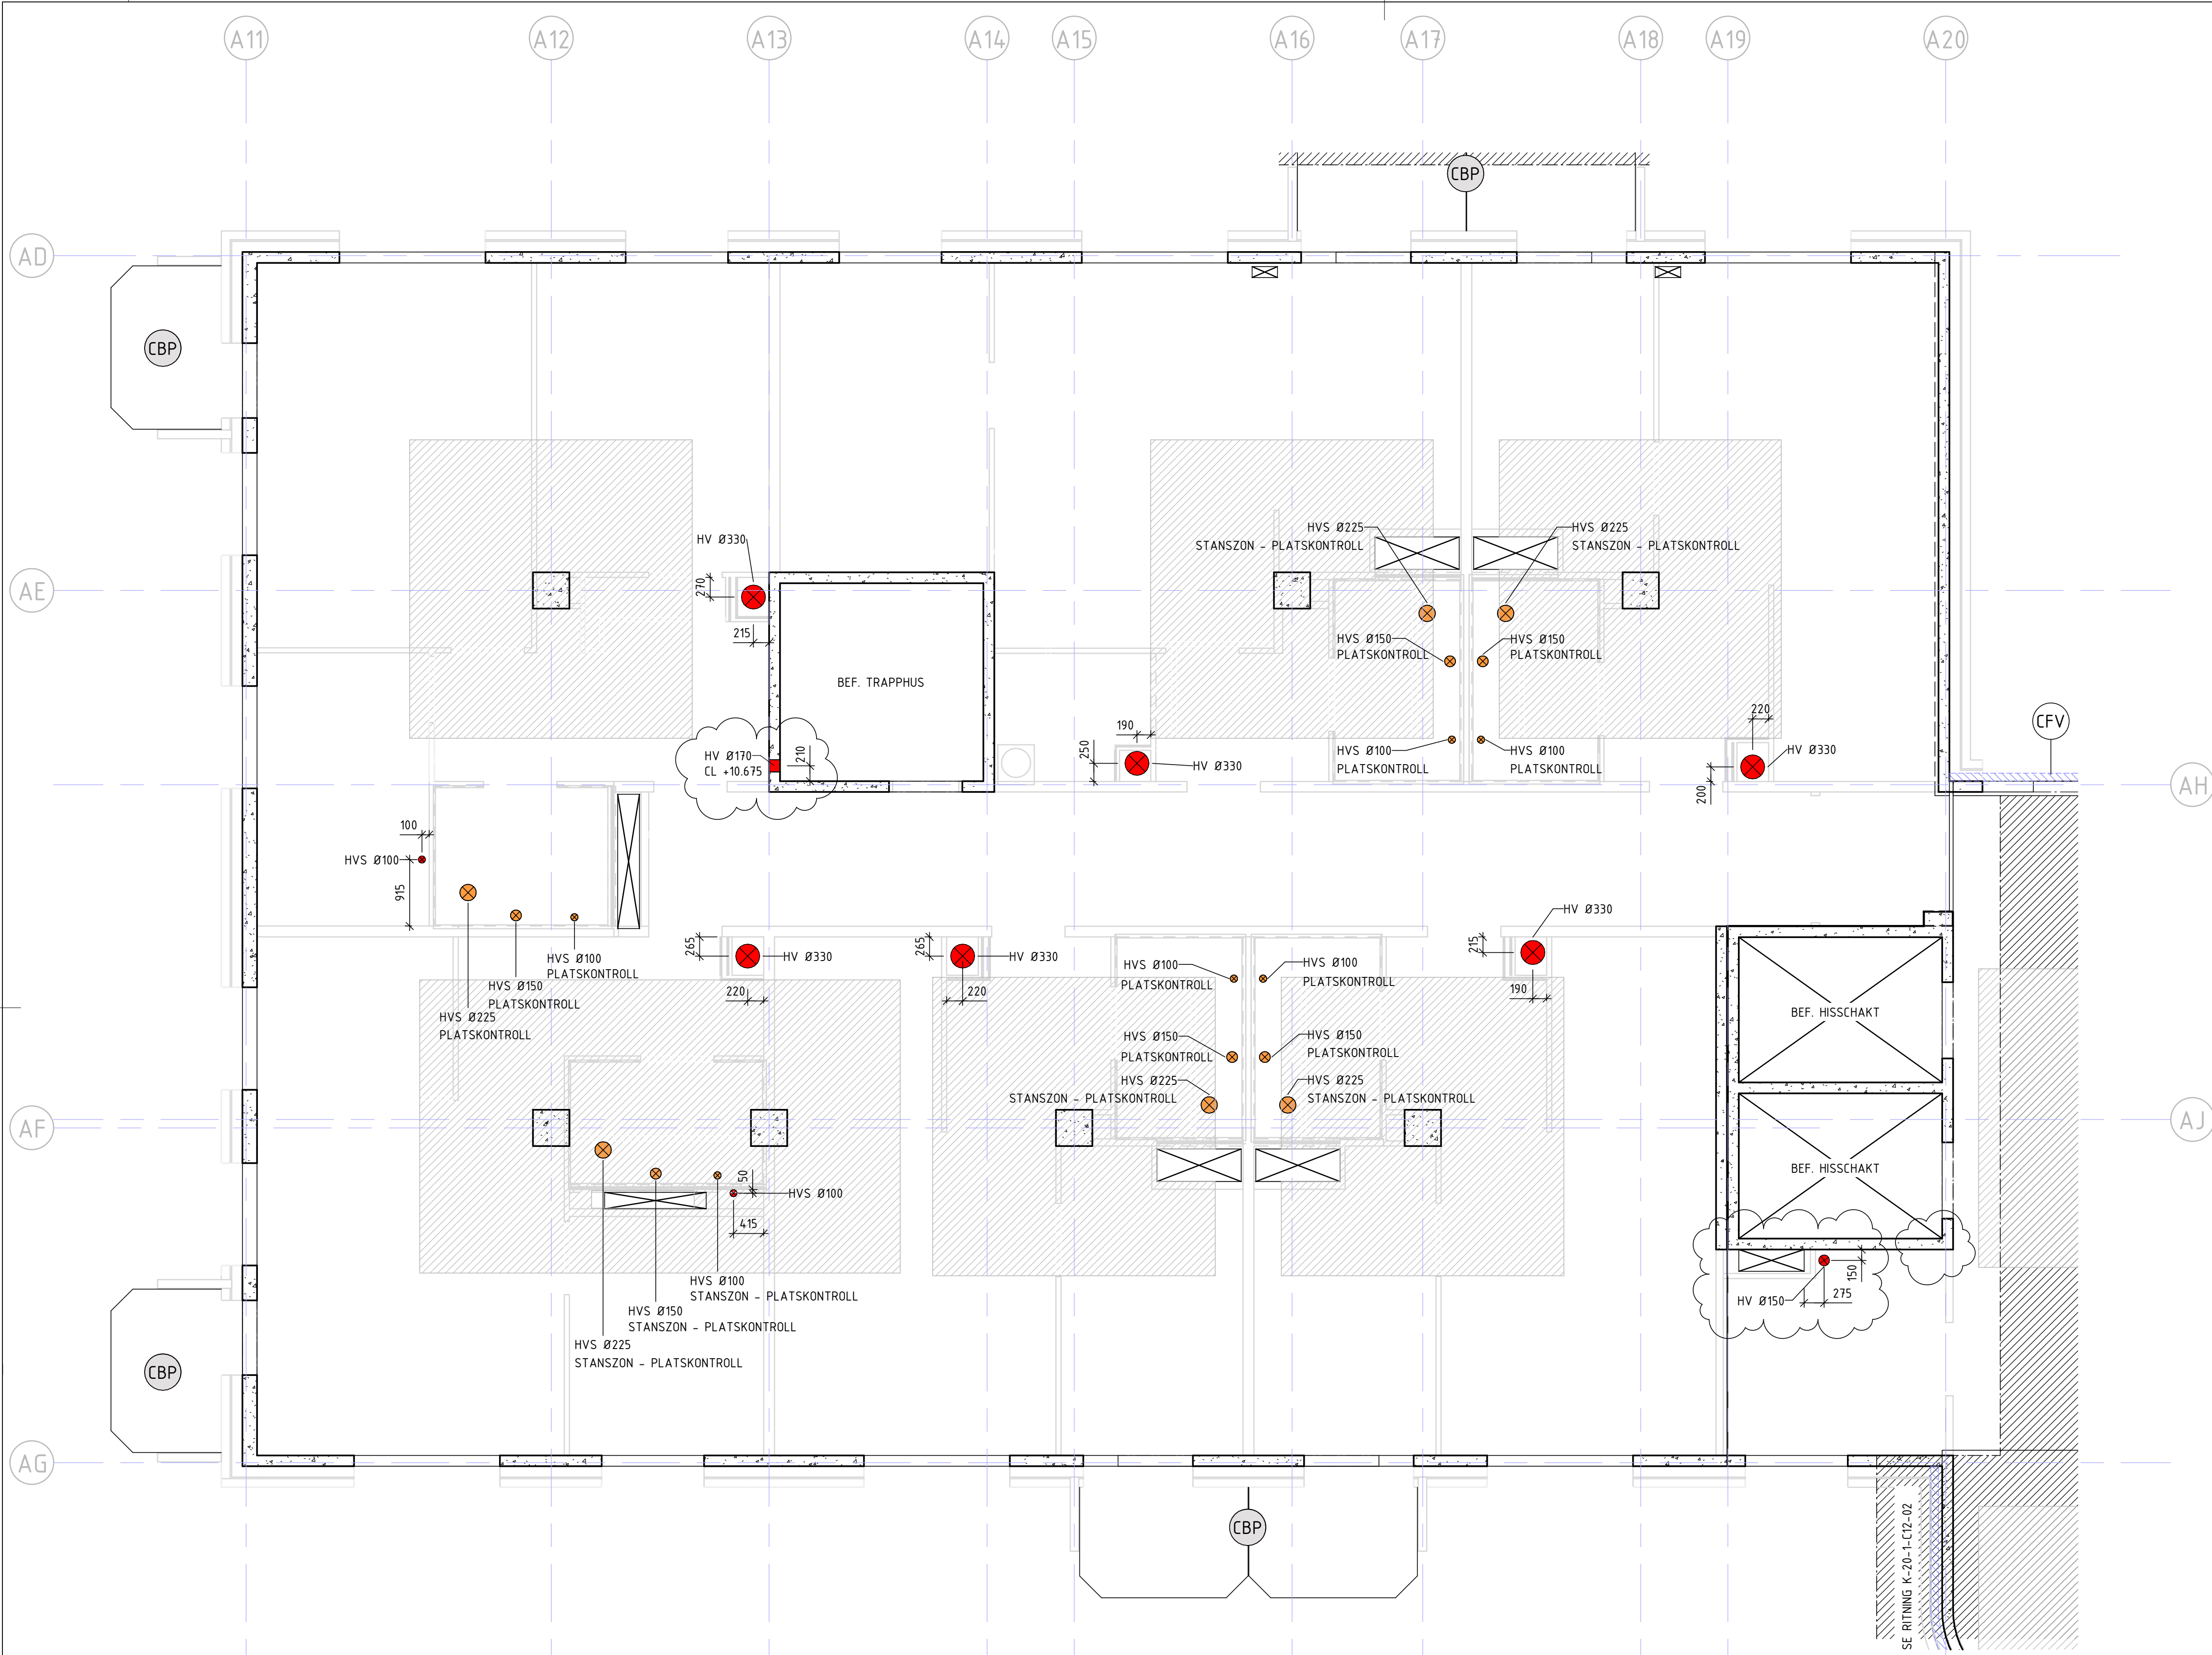 A11
A12
A13
A14
A15
A16
A17
A18
A19
A20
CBP
AD
CBP
HVS Ø225
STANSZON - PLATSKONTROLL
HVS Ø225
STANSZON - PLATSKONTROLL
HV Ø330
AE
270
215
HVS Ø150
PLATSKONTROLL
HVS Ø150
PLATSKONTROLL
BEF. TRAPPHUS
220
190
CFV
HV Ø170
CL +10.675
210
250
HV Ø330
HVS Ø100
PLATSKONTROLL
HVS Ø100
PLATSKONTROLL
HV Ø330
200
AH
100
HVS Ø100
915
HV Ø330
265
HV Ø330
265
HV Ø330
215
HVS Ø100
PLATSKONTROLL
HVS Ø150
PLATSKONTROLL
HVS Ø225
PLATSKONTROLL
220
220
190
HVS Ø100
PLATSKONTROLL
HVS Ø100
PLATSKONTROLL
BEF. HISSCHAKT
HVS Ø150
PLATSKONTROLL
HVS Ø150
PLATSKONTROLL
HVS Ø225
STANSZON - PLATSKONTROLL
HVS Ø225
STANSZON - PLATSKONTROLL
AF
AJ
BEF. HISSCHAKT
50
HVS Ø100
415
HVS Ø100
STANSZON - PLATSKONTROLL
HVS Ø150
STANSZON - PLATSKONTROLL
HVS Ø225
STANSZON - PLATSKONTROLL
150
275
HV Ø150
CBP
AG
CBP
SE RITNING K-20-1-C12-02